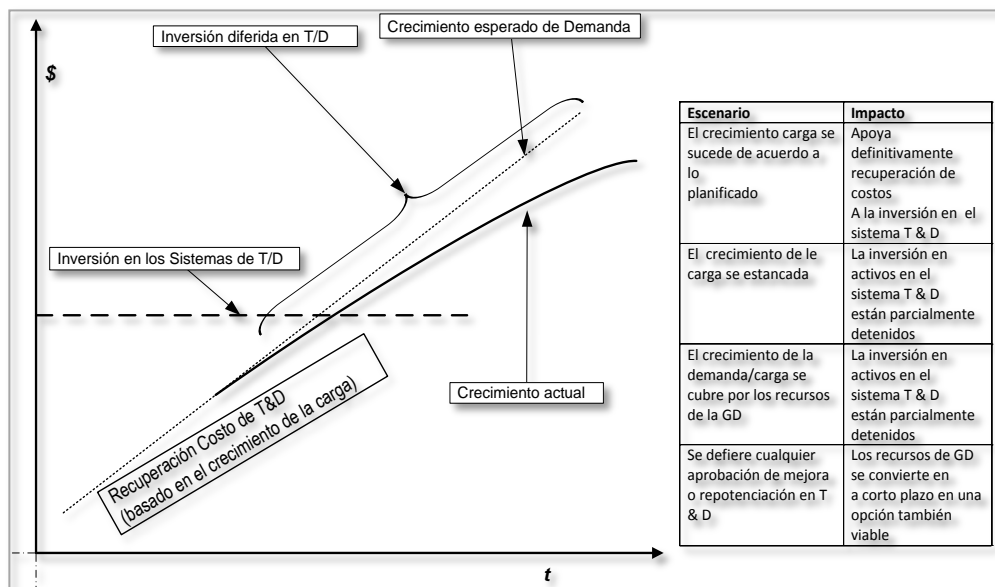 Inversión diferida en T/D
Crecimiento esperado de Demanda
$
Inversión en los Sistemas de T/D
Crecimiento actual
Recuperación Costo de T&D
(basado en el crecimiento de la carga)
t
Escenario
Impacto
El crecimiento carga se
sucede de acuerdo a
lo
planificado
Apoya
definitivamente
recuperación de
costos
A la inversión en el
sistema T & D
El crecimiento de le
carga se estancada
La inversión en
activos en el
sistema T & D
están parcialmente
detenidos
El crecimiento de la
demanda/carga se
cubre por los recursos
de la GD
La inversión en
activos en el
sistema T & D
están parcialmente
detenidos
Se defiere cualquier
aprobación de mejora
o repotenciación en T
& D
Los recursos de GD
se convierte en
a corto plazo en una
opción también
viable